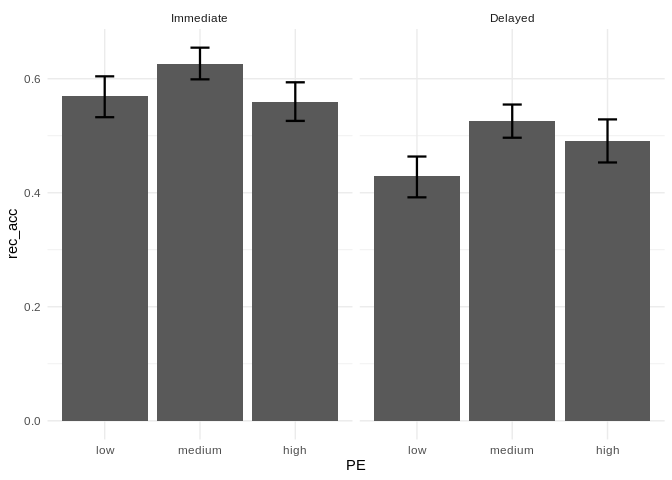 Immediate
Delayed
rec_acc
0.6
0.4
0.2
0.0
low medium high
low medium high
PE